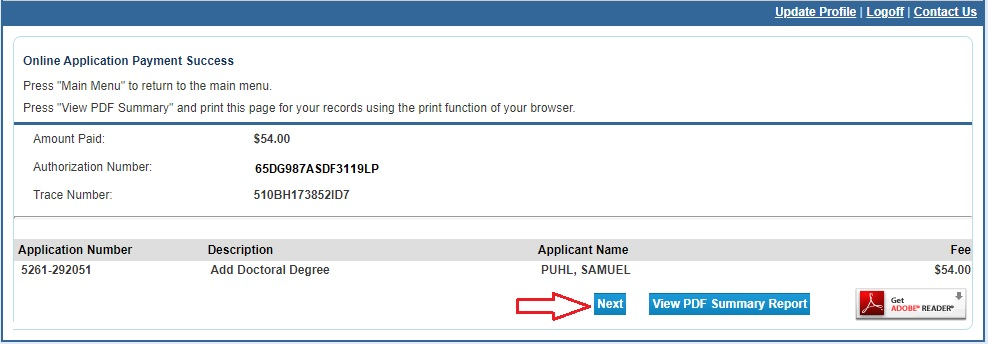 Update Profile | Logoff | Contact Us
Online Application Payment Success
Press "Main Menu" to return to the main menu.
Press "View PDF Summary" and print this page for your records using the print function of your browser.
Amount Paid: $54.00
Authorization Number: 65DG987ASDF3119LP
Trace Number: 510BH173852ID7
Application Number Description Applicant Name Fee
5261-292051 Add Doctoral Degree PUHL, SAMUEL $54.00
Next View PDF Summary Report Get
ADOBE® READER®